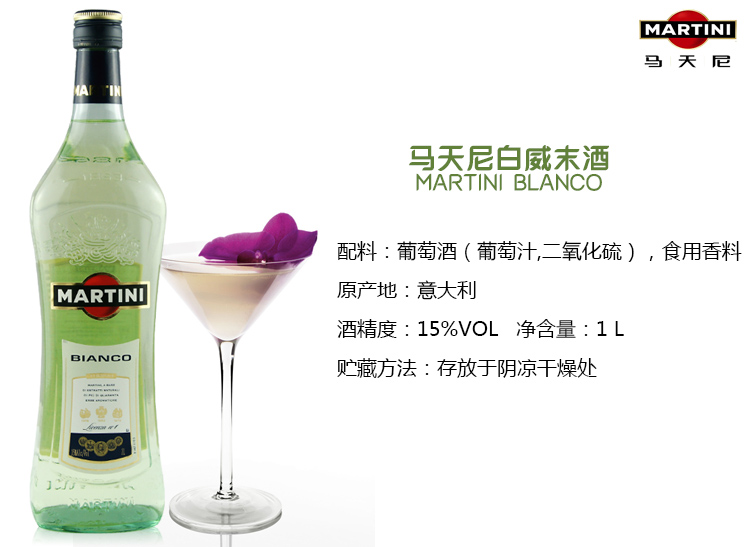 MARTINI
马天尼
马天尼白威末酒
MARTINI BLANCO
配料：葡萄酒（葡萄汁,二氧化硫），食用香料
原产地：意大利
酒精度：15%VOL 净含量：1 L
贮藏方法：存放于阴凉干燥处
MARTINI
MARTINI
BIANCO